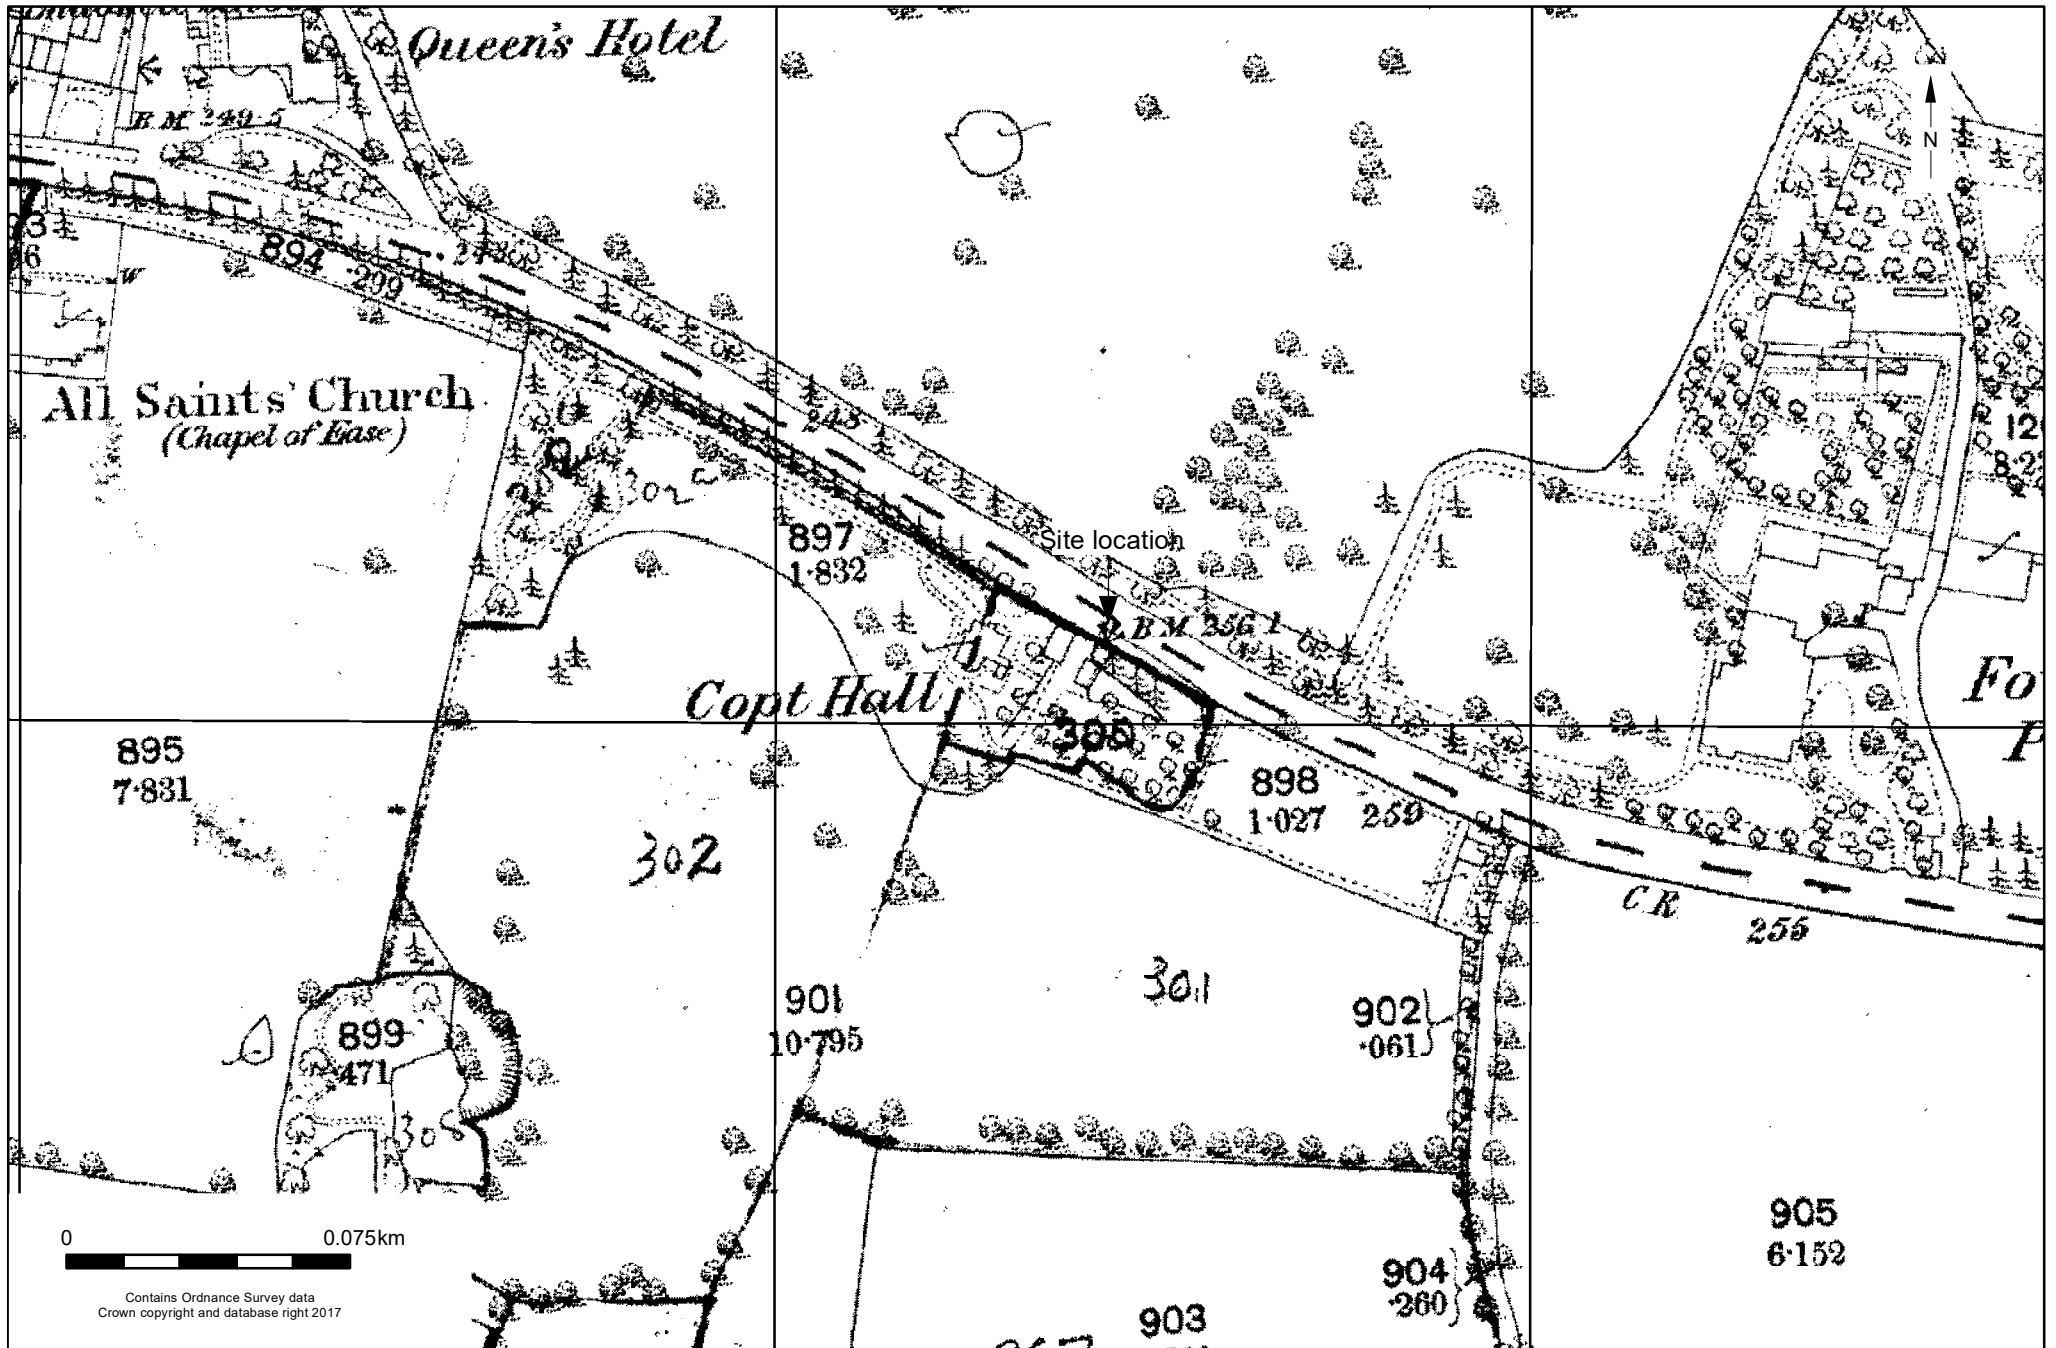 Queen's Hotel
B M 249·5
N
894
·299
W
All Saints' Church
(Chapel of Ease)
248
302a
897
1·832
Site location
B M 256·1
Copt Hall
300
895
7·831
898
1·027
259
302
C R
255
301
901
10·795
902
·061
899
·471
905
6·152
904
·260
903
0
0.075km
Contains Ordnance Survey data
Crown copyright and database right 2017